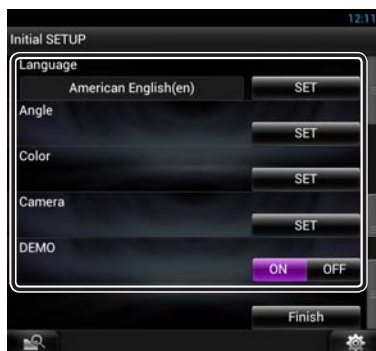 12:11
Initial SETUP
Language
American English(en) SET
Angle
SET
Color
SET
Camera
SET
DEMO
ON OFF
Finish